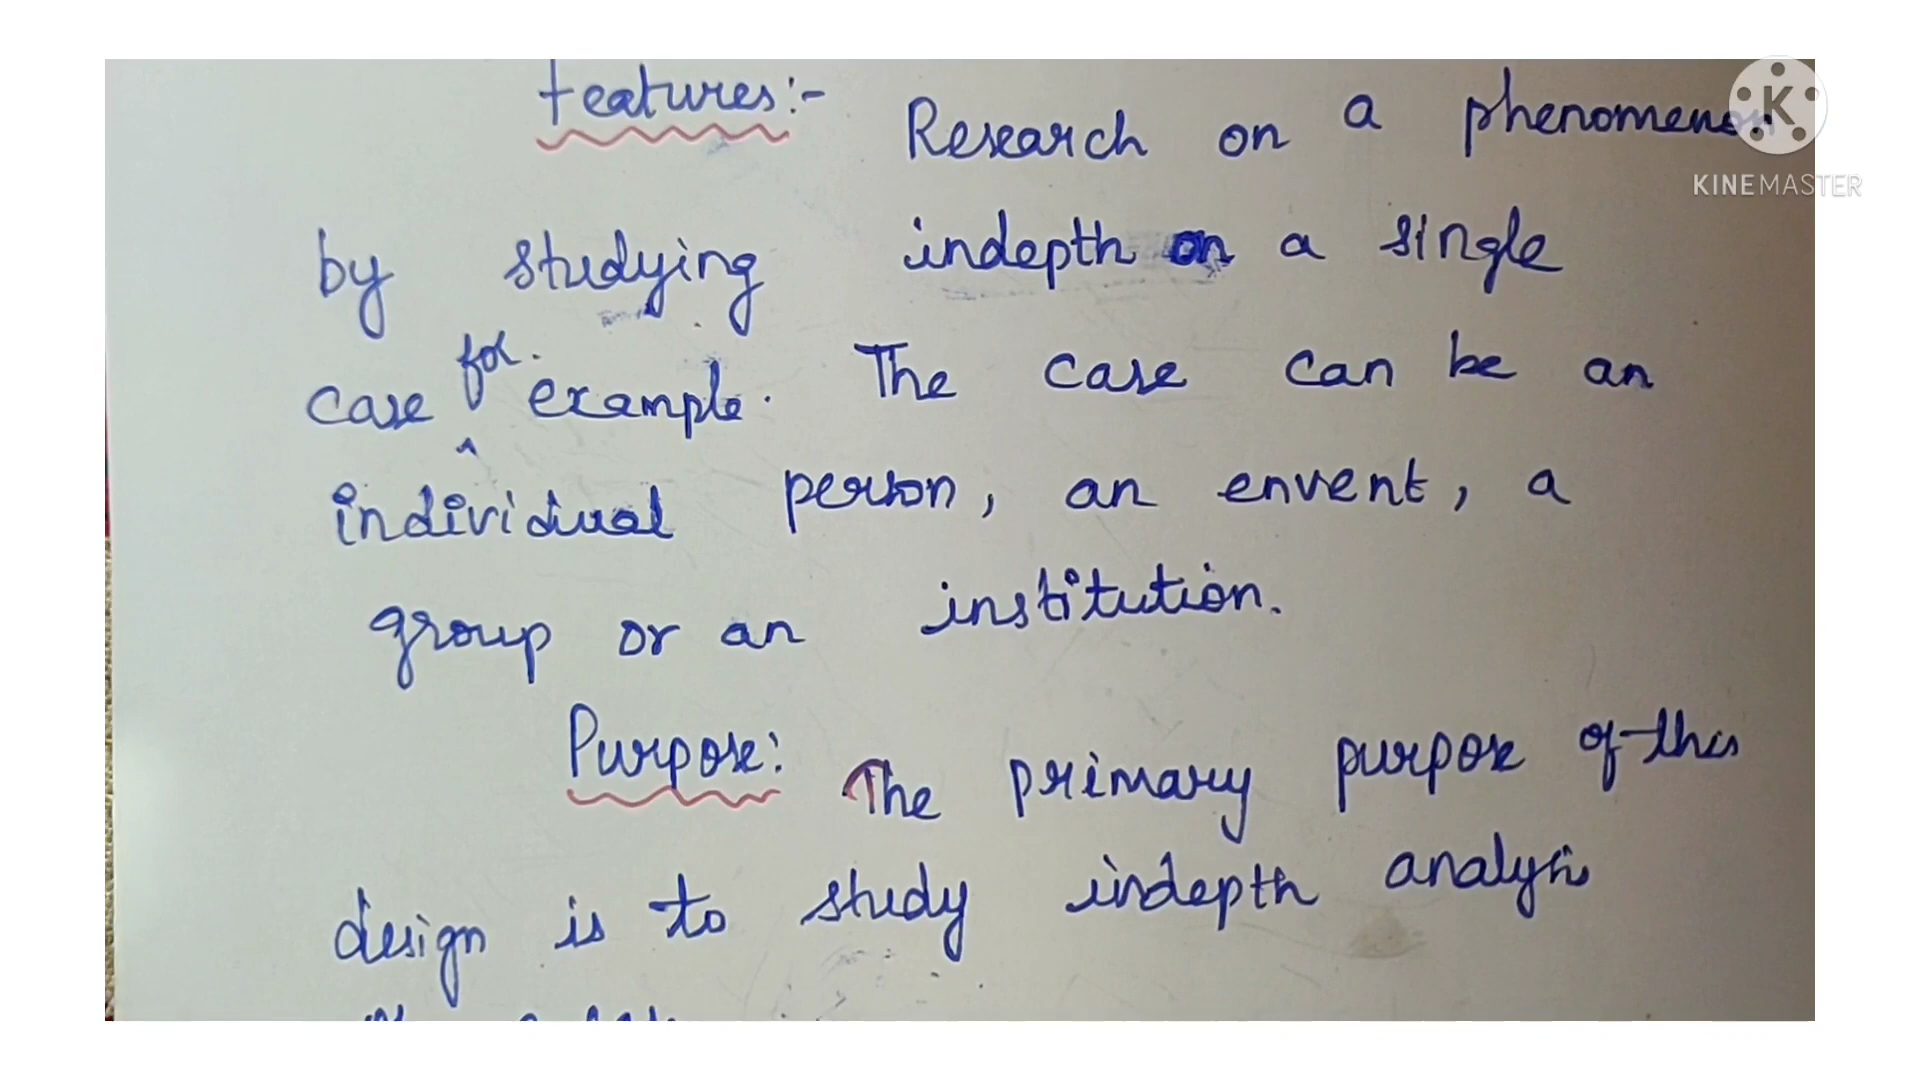 Features:- Research on a phenomenon
KINEMASTER
by studying indepth on a single
case for example. The case can be an
individual person, an envent, a
group or an institution.
Purpose: The primary purpose of this
design is to study indepth analysis